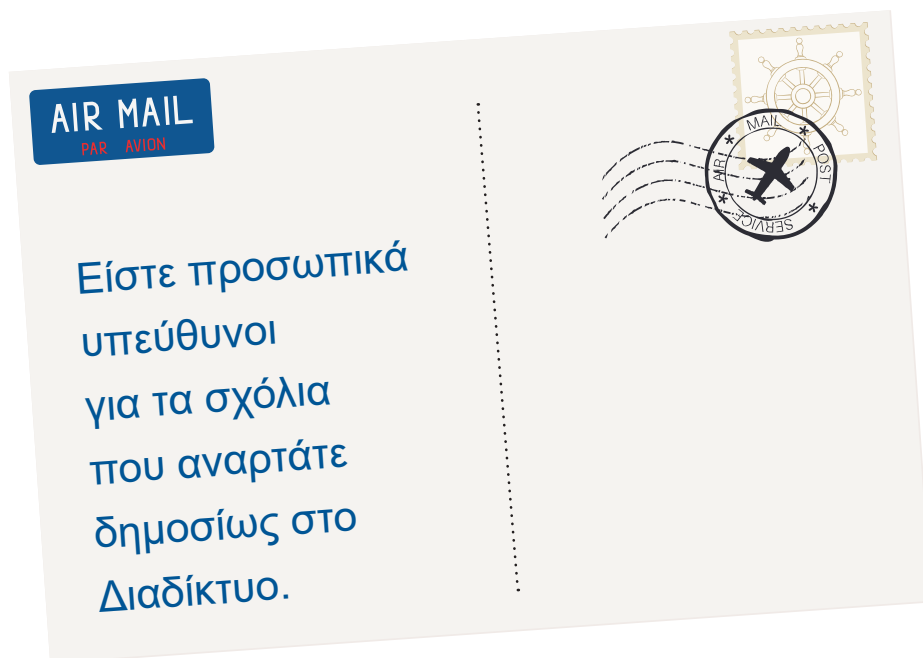 AIR MAIL
PAR AVION
AIR MAIL POST
SERVICE
Είστε προσωπικά
υπεύθυνοι
για τα σχόλια
που αναρτάτε
δημοσίως στο
Διαδίκτυο.